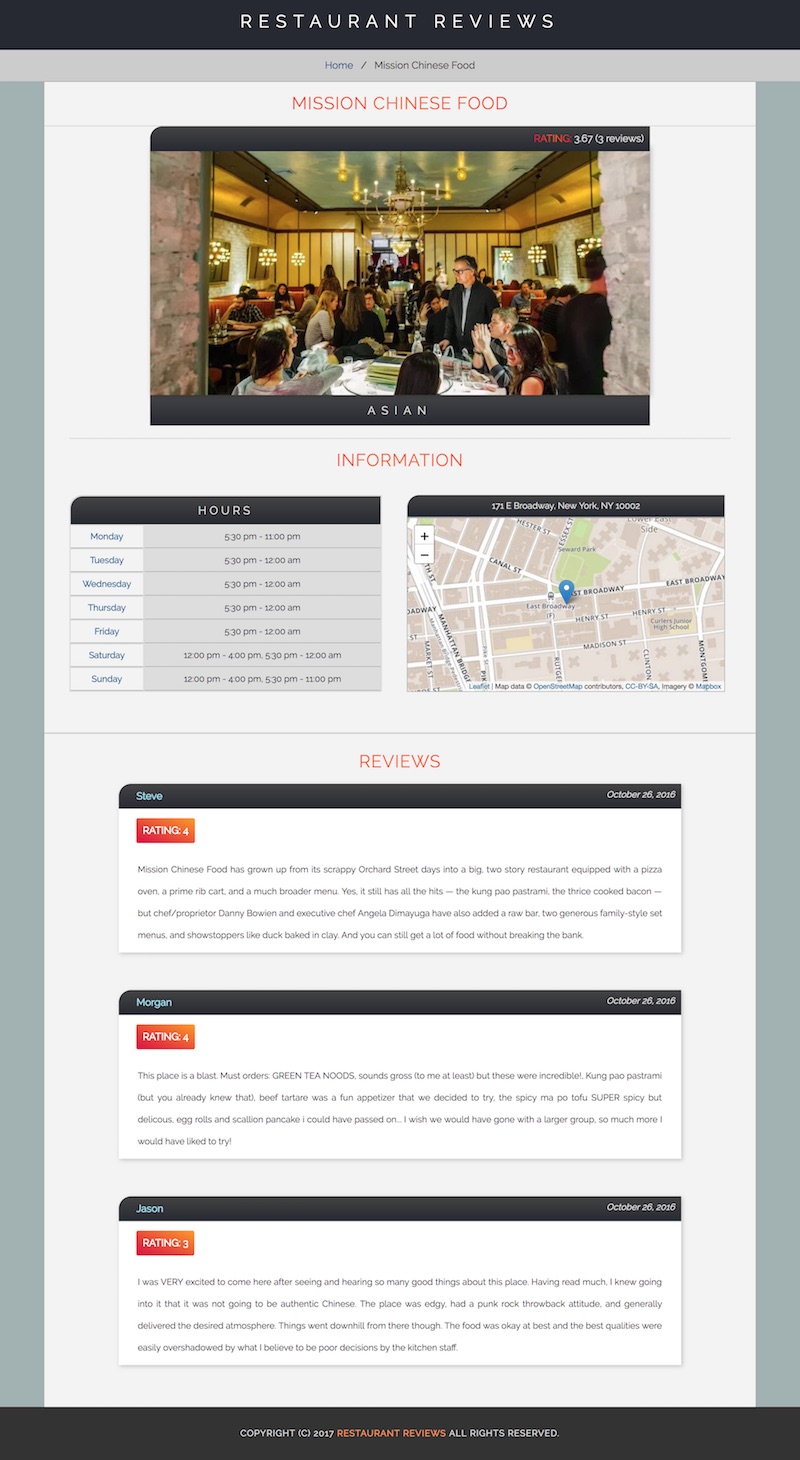 RESTAURANT REVIEWS
Home / Mission Chinese Food
MISSION CHINESE FOOD
RATING: 3.67 (3 reviews)
ASIAN
INFORMATION
HOURS
Monday 5:30 pm - 11:00 pm
Tuesday 5:30 pm - 12:00 am
Wednesday 5:30 pm - 12:00 am
Thursday 5:30 pm - 12:00 am
Friday 5:30 pm - 12:00 am
Saturday 12:00 pm - 4:00 pm, 5:30 pm - 12:00 am
Sunday 12:00 pm - 4:00 pm, 5:30 pm - 11:00 pm
171 E Broadway, New York, NY 10002
+
−
HESTER ST
ESSEX ST
Lower East
Side
Seward Park
CANAL ST
EAST BROADWAY
EAST BROADWAY
East Broadway
(F)
HENRY ST
HENRY ST
Curlers Junior
High School
MADISON ST
MANHATTAN BRIDGE
MARKET ST
RUTGER
CLINTON
MONTGOM
Leaflet | Map data © OpenStreetMap contributors, CC-BY-SA, Imagery © Mapbox
REVIEWS
Steve October 26, 2016
RATING: 4
Mission Chinese Food has grown up from its scrappy Orchard Street days into a big, two story restaurant equipped with a pizza
oven, a prime rib cart, and a much broader menu. Yes, it still has all the hits — the kung pao pastrami, the thrice cooked bacon —
but chef/proprietor Danny Bowien and executive chef Angela Dimayuga have also added a raw bar, two generous family-style set
menus, and showstoppers like duck baked in clay. And you can still get a lot of food without breaking the bank.
Morgan October 26, 2016
RATING: 4
This place is a blast. Must orders: GREEN TEA NOODS, sounds gross (to me at least) but these were incredible!, Kung pao pastrami
(but you already knew that), beef tartare was a fun appetizer that we decided to try, the spicy ma po tofu SUPER spicy but
delicous, egg rolls and scallion pancake i could have passed on... I wish we would have gone with a larger group, so much more I
would have liked to try!
Jason October 26, 2016
RATING: 3
I was VERY excited to come here after seeing and hearing so many good things about this place. Having read much, I knew going
into it that it was not going to be authentic Chinese. The place was edgy, had a punk rock throwback attitude, and generally
delivered the desired atmosphere. Things went downhill from there though. The food was okay at best and the best qualities were
easily overshadowed by what I believe to be poor decisions by the kitchen staff.
COPYRIGHT (C) 2017 RESTAURANT REVIEWS ALL RIGHTS RESERVED.